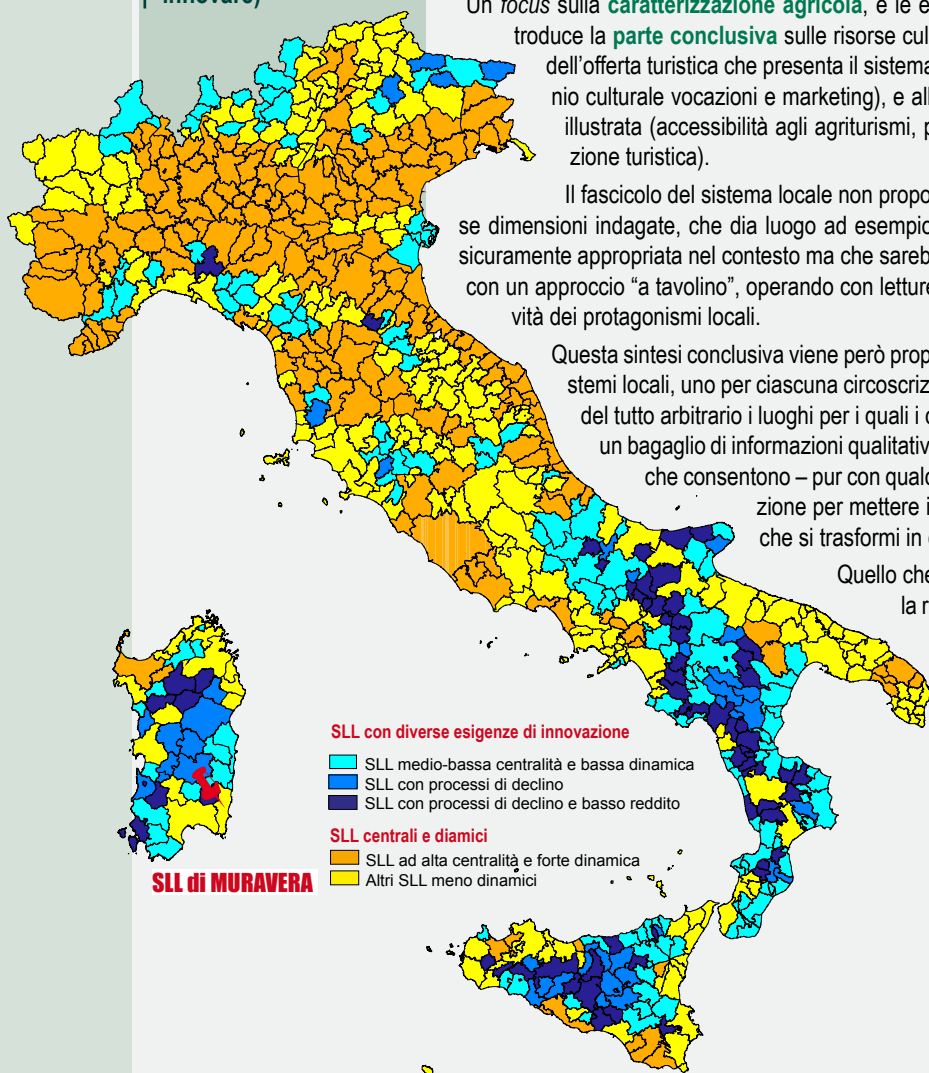 innovare)
Un focus sulla caratterizzazione agricola, e le e
troduce la parte conclusiva sulle risorse cul
dell'offerta turistica che presenta il sistema
nio culturale vocazioni e marketing), e all
illustrata (accessibilità agli agriturismi, p
zione turistica).
Il fascicolo del sistema locale non propo
se dimensioni indagate, che dia luogo ad esempio
sicuramente appropriata nel contesto ma che sareb
con un approccio “a tavolino”, operando con letture
vità dei protagonismi locali.
Questa sintesi conclusiva viene però prop
stemi locali, uno per ciascuna circoscriz
del tutto arbitrario i luoghi per i quali i
un bagaglio di informazioni qualitativ
che consentono – pur con qualc
zione per mettere i
che si trasformi in
Quello che
la r
SLL con diverse esigenze di innovazione
SLL medio-bassa centralità e bassa dinamica
SLL con processi di declino
SLL con processi di declino e basso reddito
SLL centrali e diamici
SLL ad alta centralità e forte dinamica
Altri SLL meno dinamici
SLL di MURAVERA